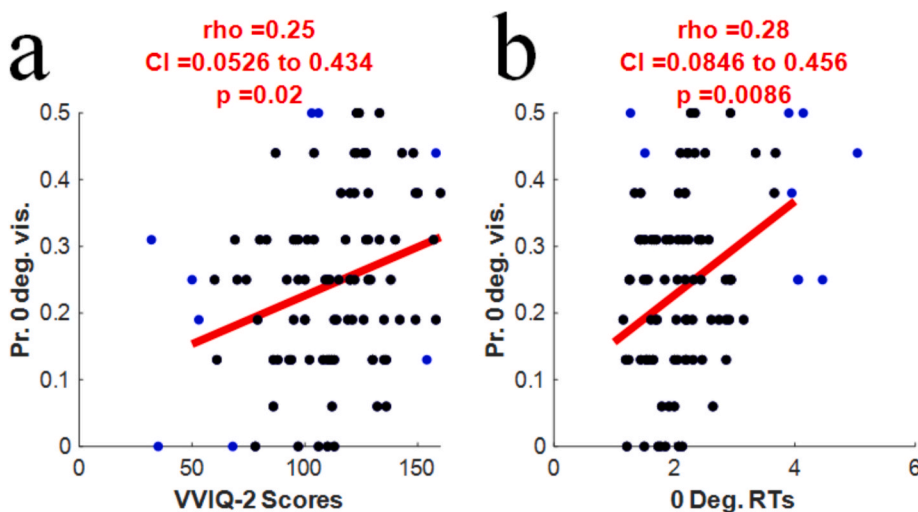 a
rho =0.25
CI =0.0526 to 0.434
p =0.02
0.5
0.4
0.3
0.2
0.1
0
Pr. 0 deg. vis.
0
50
100
150
VVIQ-2 Scores
b
rho =0.28
CI =0.0846 to 0.456
p =0.0086
0.5
0.4
0.3
0.2
0.1
0
Pr. 0 deg. vis.
0
2
4
6
0 Deg. RTs